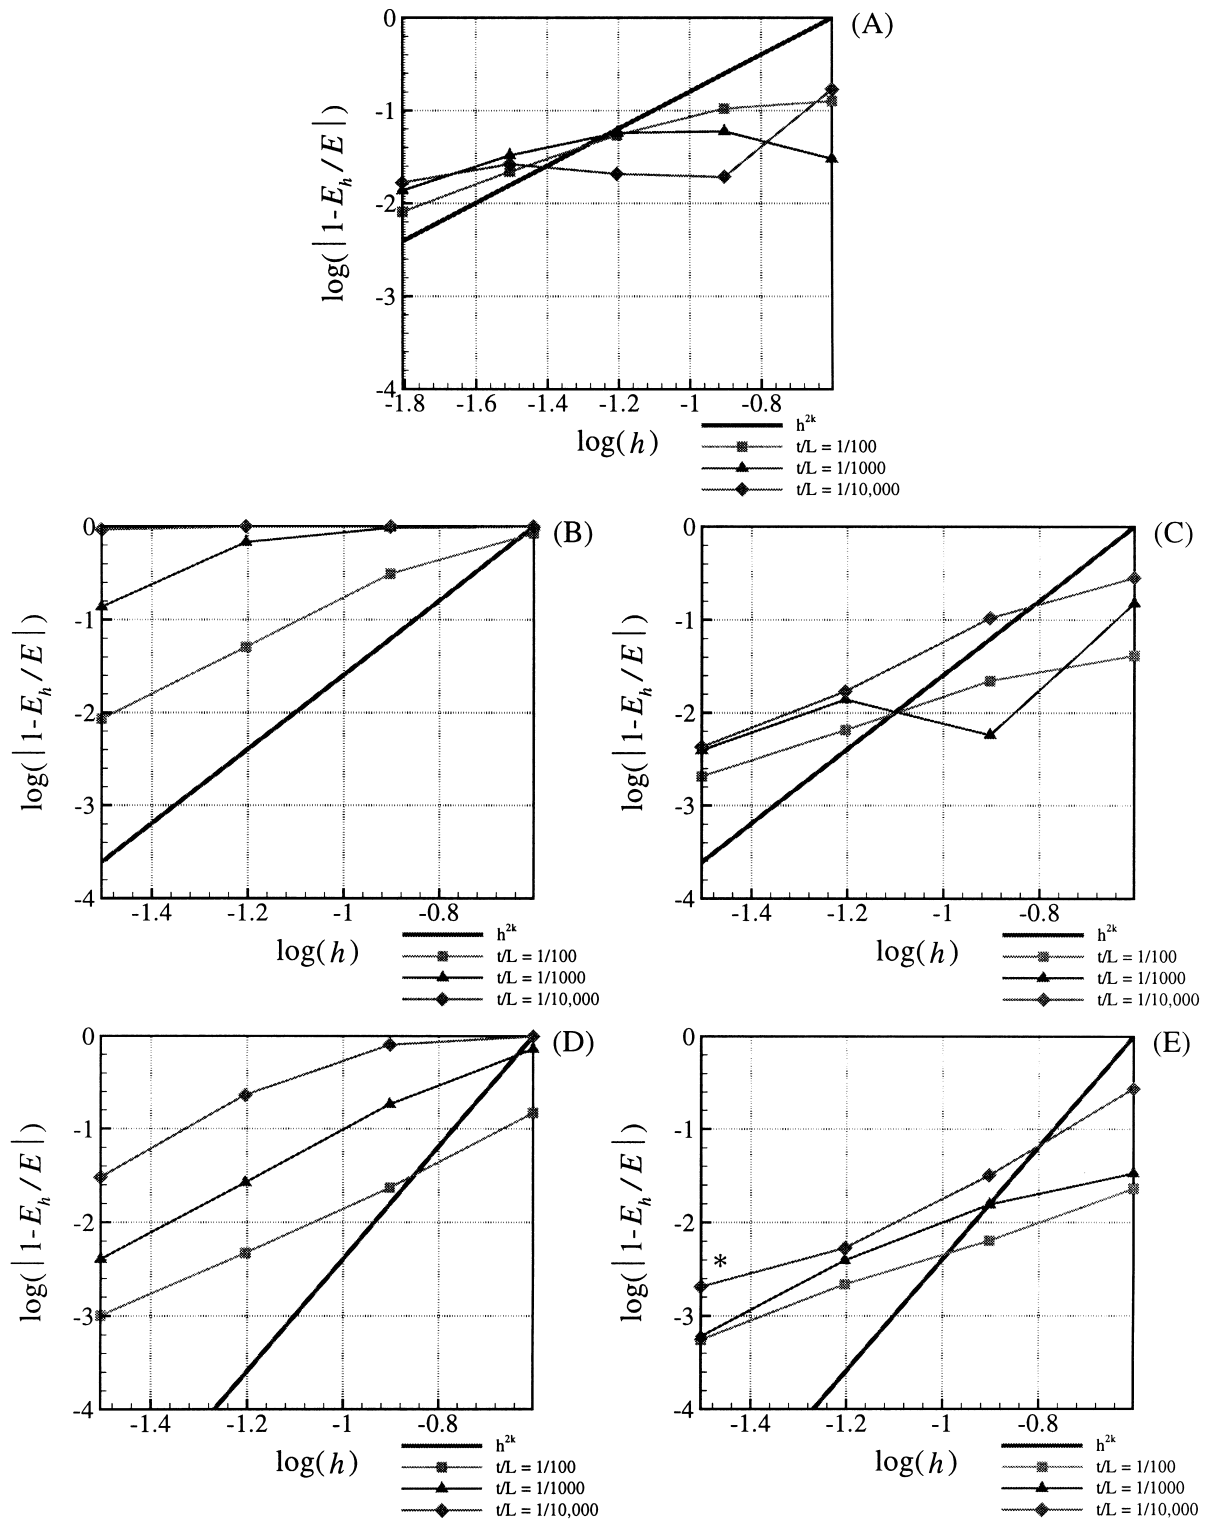 (A)
0
-1
-2
-3
-4
log(|1-E_h/E|)
-1.8 -1.6 -1.4 -1.2 -1 -0.8
log(h)
h^2k
t/L = 1/100
t/L = 1/1000
t/L = 1/10,000
(B)
0
-1
-2
-3
-4
log(|1-E_h/E|)
-1.4 -1.2 -1 -0.8
log(h)
h^2k
t/L = 1/100
t/L = 1/1000
t/L = 1/10,000
(C)
0
-1
-2
-3
-4
log(|1-E_h/E|)
-1.4 -1.2 -1 -0.8
log(h)
h^2k
t/L = 1/100
t/L = 1/1000
t/L = 1/10,000
(D)
0
-1
-2
-3
-4
log(|1-E_h/E|)
-1.4 -1.2 -1 -0.8
log(h)
h^2k
t/L = 1/100
t/L = 1/1000
t/L = 1/10,000
(E)
0
-1
-2
*
-3
-4
log(|1-E_h/E|)
-1.4 -1.2 -1 -0.8
log(h)
h^2k
t/L = 1/100
t/L = 1/1000
t/L = 1/10,000